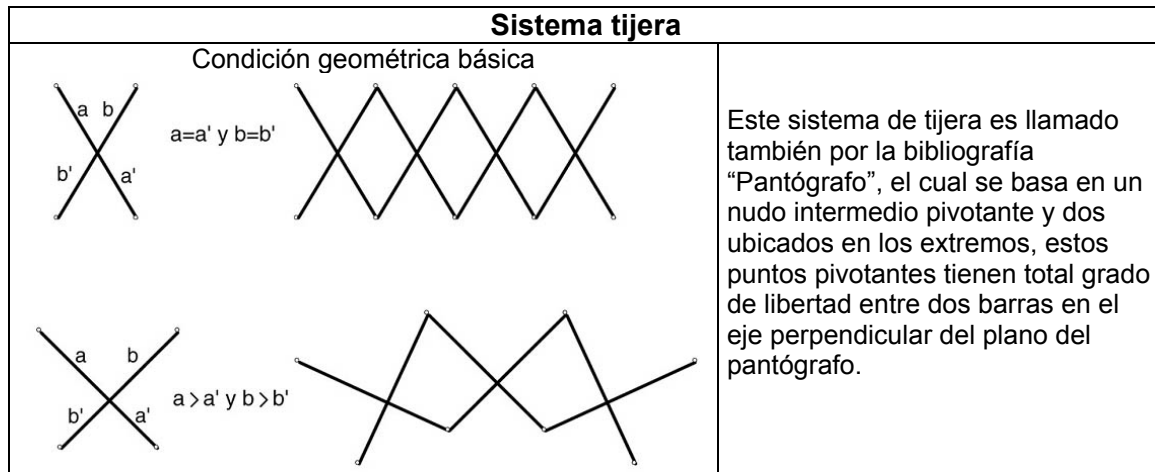 Sistema tijera
Condición geométrica básica
a b
a=a' y b=b'
b' a'
a b
a>a' y b>b'
b' a'
Este sistema de tijera es llamado
también por la bibliografía
“Pantógrafo”, el cual se basa en un
nudo intermedio pivotante y dos
ubicados en los extremos, estos
puntos pivotantes tienen total grado
de libertad entre dos barras en el
eje perpendicular del plano del
pantógrafo.